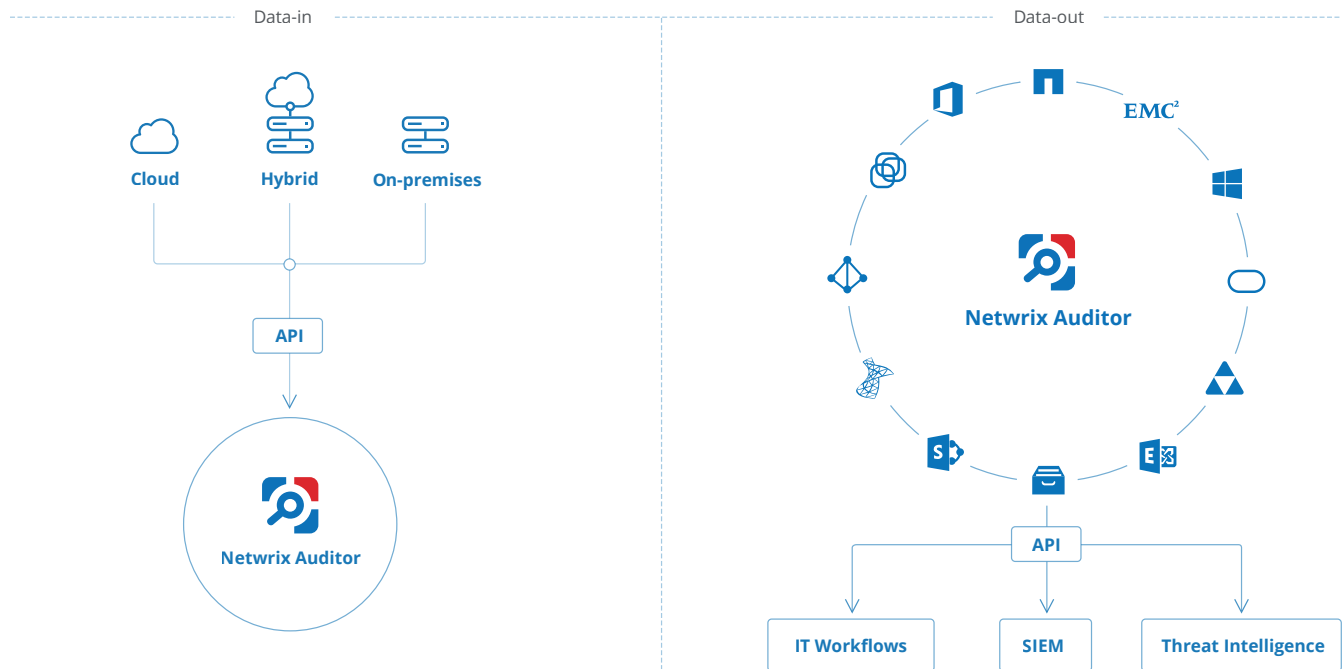 Data-in
Cloud
Hybrid
On-premises
API
Netwrix Auditor
Data-out
EMC²
Netwrix Auditor
S
E
API
IT Workflows
SIEM
Threat Intelligence